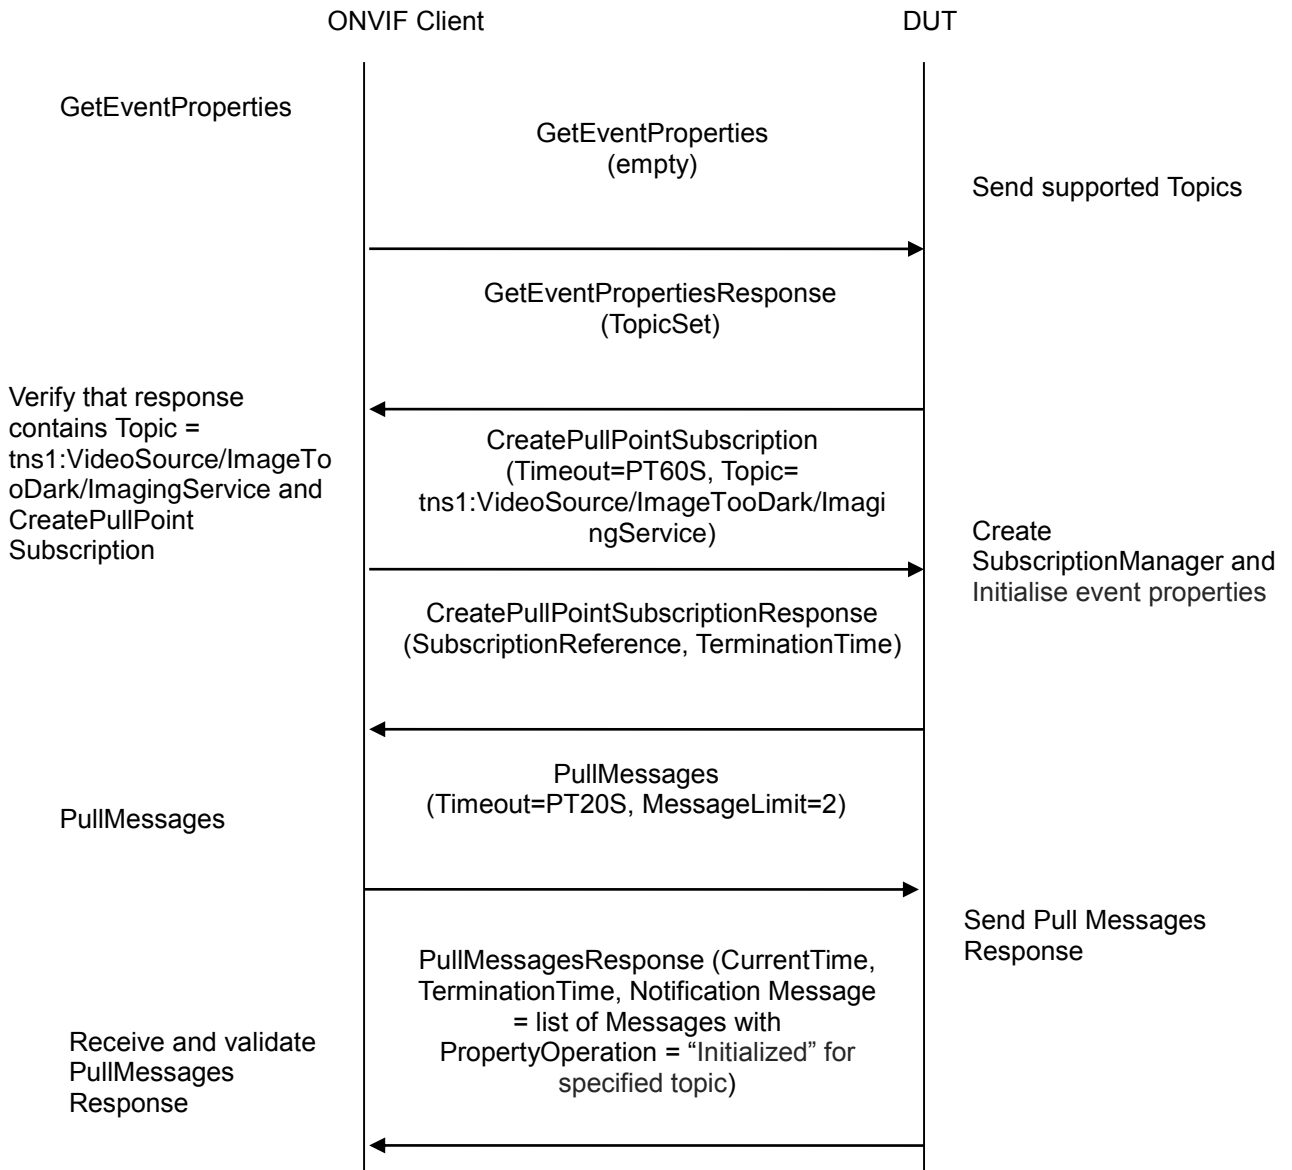 ONVIF Client
DUT
GetEventProperties
GetEventProperties
(empty)
Send supported Topics
GetEventPropertiesResponse
(TopicSet)
Verify that response
contains Topic =
tns1:VideoSource/ImageTo
oDark/ImagingService and
CreatePullPoint
Subscription
CreatePullPointSubscription
(Timeout=PT60S, Topic=
tns1:VideoSource/ImageTooDark/Imagi
ngService)
Create
SubscriptionManager and
Initialise event properties
CreatePullPointSubscriptionResponse
(SubscriptionReference, TerminationTime)
PullMessages
(Timeout=PT20S, MessageLimit=2)
PullMessages
Send Pull Messages
Response
PullMessagesResponse (CurrentTime,
TerminationTime, Notification Message
= list of Messages with
PropertyOperation = “Initialized” for
specified topic)
Receive and validate
PullMessages
Response